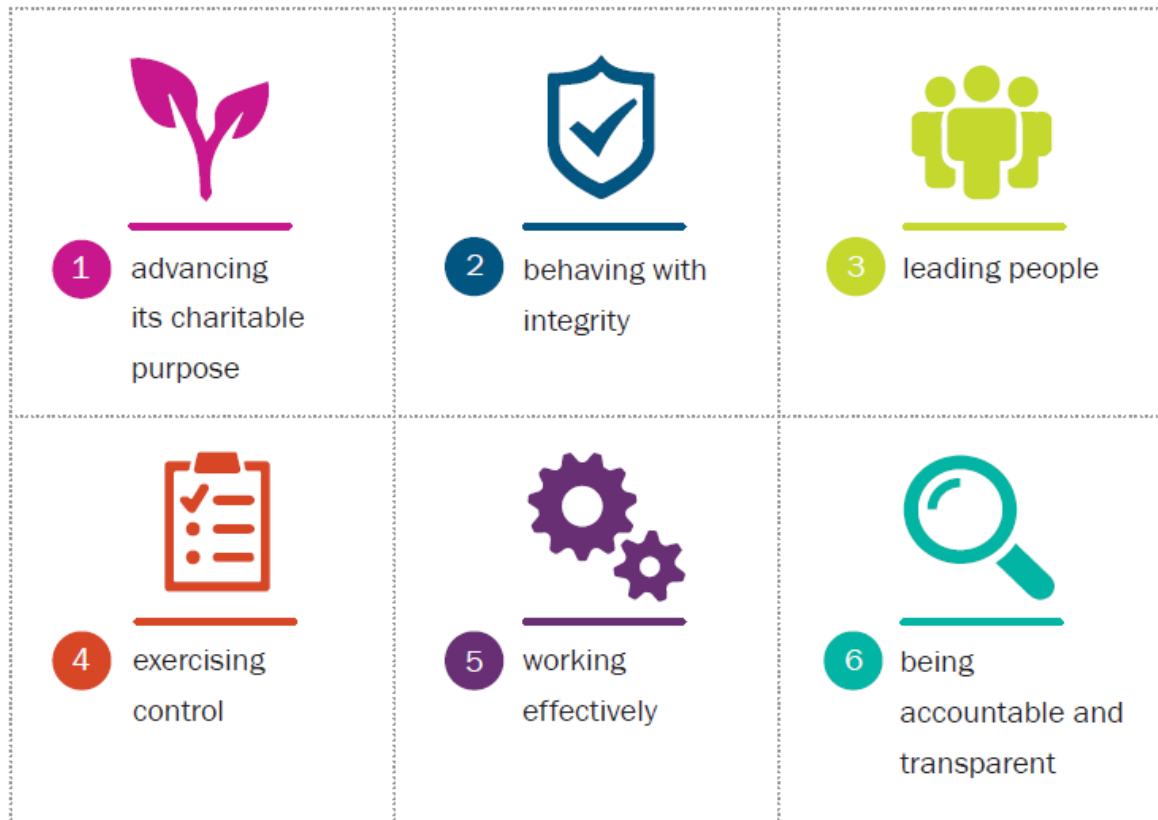 1
advancing
its charitable
purpose
2
behaving with
integrity
3
leading people
4
exercising
control
5
working
effectively
6
being
accountable and
transparent